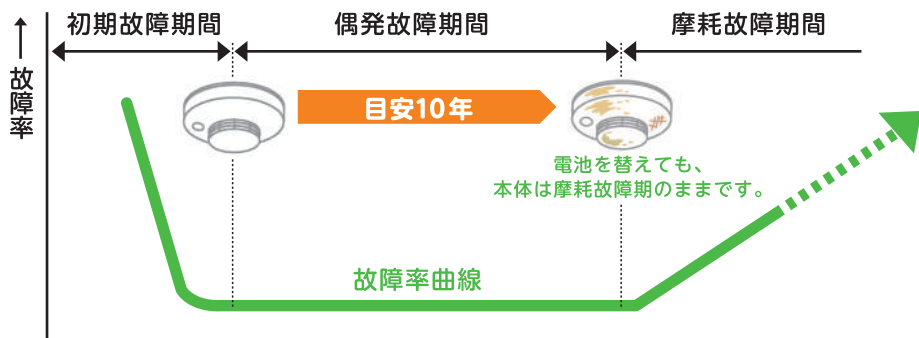 初期故障期間
偶発故障期間
摩耗故障期間
故障率
目安10年
電池を替えても、
本体は摩耗故障期のままです。
故障率曲線